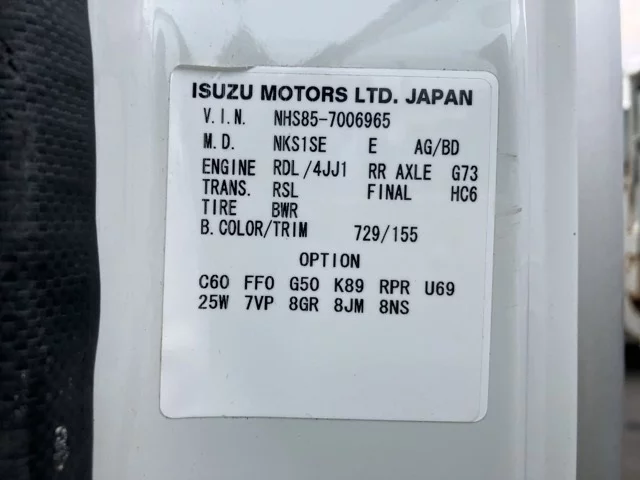 ISUZU MOTORS LTD. JAPAN
V.I.N. NHS85-7006965
M.D. NKS1SE E AG/BD
ENGINE RDL/4JJ1 RR AXLE G73
TRANS. RSL FINAL HC6
TIRE BWR
B.COLOR/TRIM 729/155
OPTION
C60 FF0 G50 K89 RPR U69
25W 7VP 8GR 8JM 8NS